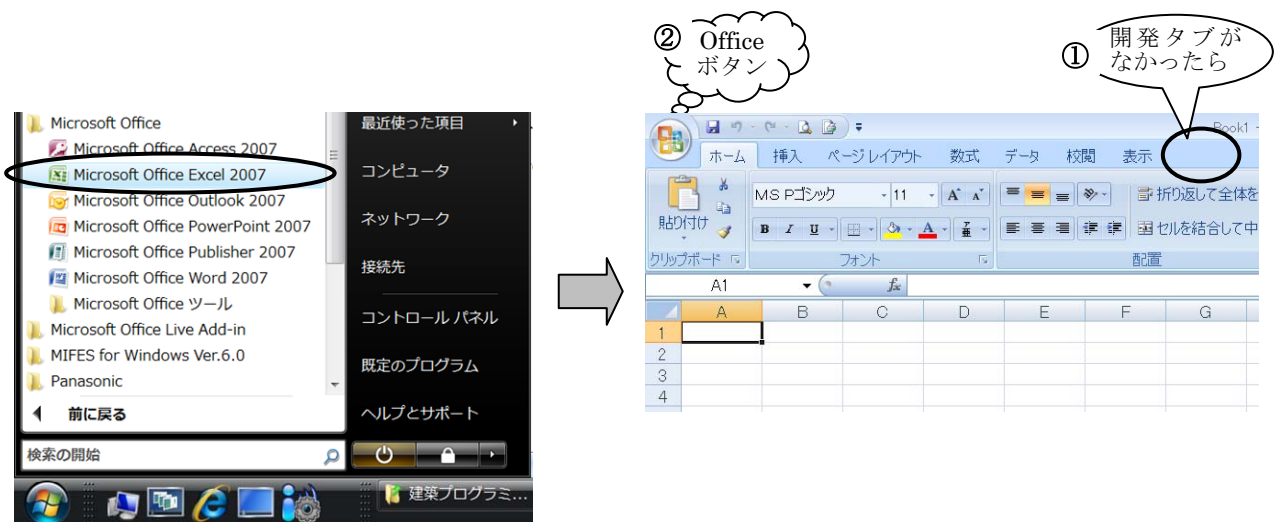 Microsoft Office
Microsoft Office Access 2007
Microsoft Office Excel 2007
Microsoft Office Outlook 2007
Microsoft Office PowerPoint 2007
Microsoft Office Publisher 2007
Microsoft Office Word 2007
Microsoft Office ツール
Microsoft Office Live Add-in
MIFES for Windows Ver.6.0
Panasonic
前に戻る
検索の開始
最近使った項目
コンピュータ
ネットワーク
接続先
コントロール パネル
既定のプログラム
ヘルプとサポート
建築プログラミ...
② Office
ボタン
① 開発タブが
なかったら
Book1 -
ホーム 挿入 ページ レイアウト 数式 データ 校閲 表示
貼り付け
MS Pゴシック 11 A A
折り返して全体を
B I U A
セルを結合して中
クリップボード フォント 配置
A1 fx
A B C D E F G
1
2
3
4